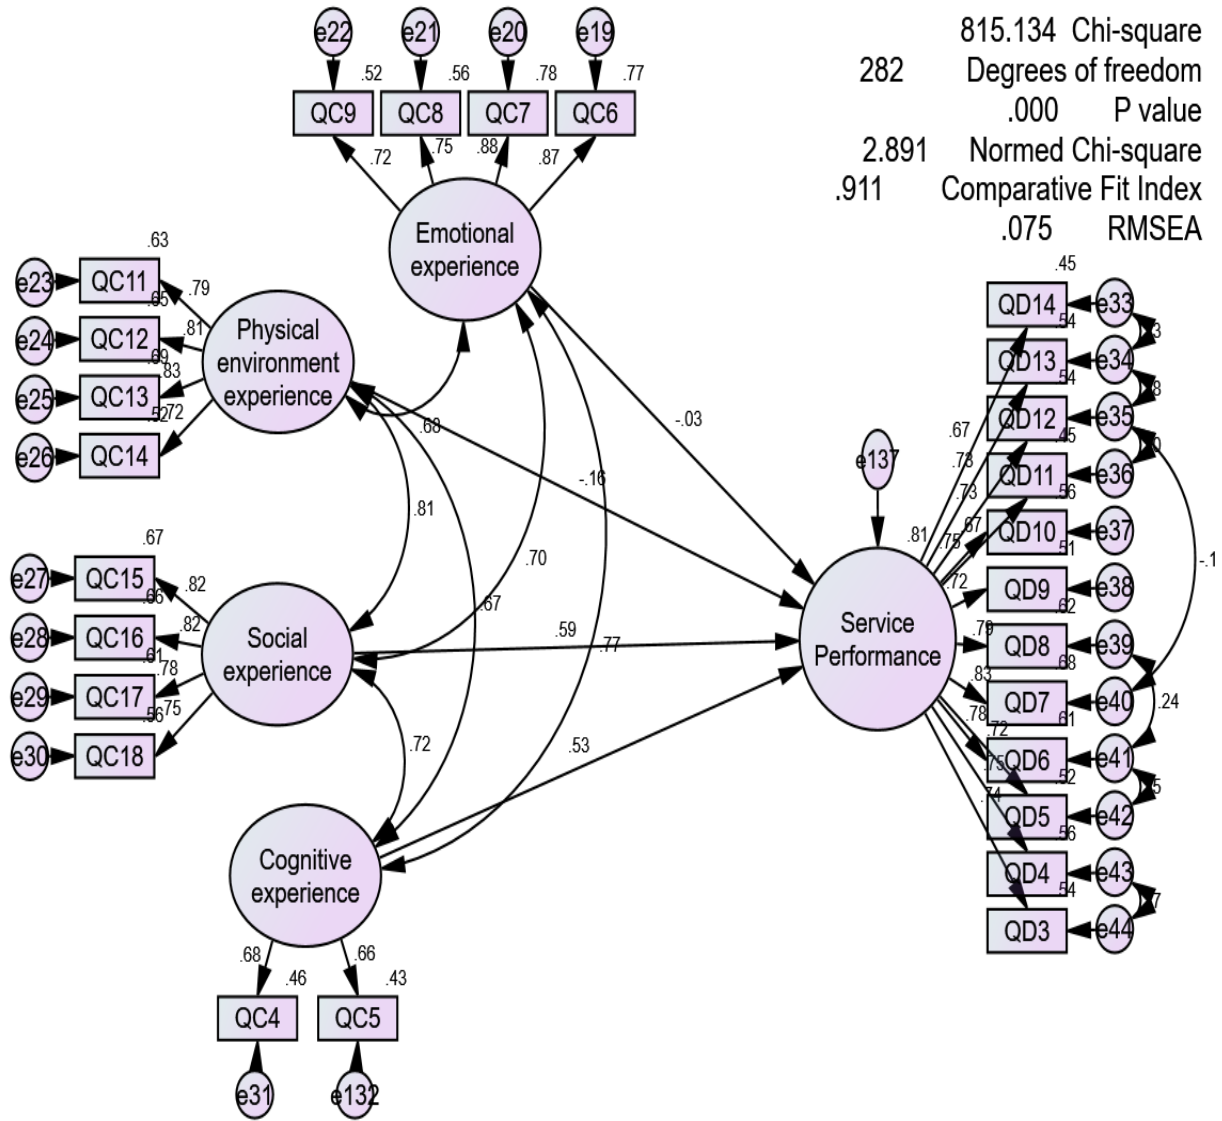 815.134 Chi-square
282 Degrees of freedom
.000 P value
2.891 Normed Chi-square
.911 Comparative Fit Index
.075 RMSEA
e22 e21 e20 e19
.52 .56 .78 .77
QC9 QC8 QC7 QC6
.72 .75 .88 .87
Emotional
experience
.63
e23 QC11 .79
.65
e24 QC12 .81
.69
e25 QC13 .83
.52 .72
e26 QC14
Physical
environment
experience
.68
-.03
-.16
.81
.70
.67
.59
.77
.72
.53
.67
e27 QC15 .82
.66
e28 QC16 .82
.61
e29 QC17 .78
.56 .75
e30 QC18
Social
experience
Cognitive
experience
.68 .66
.46 .43
QC4 QC5
e31 e132
e137
.81
Service
Performance
.45
QD14 e33
.54
QD13 e34
.54
QD12 e35
.45
QD11 e36
.56
QD10 e37
.51
QD9 e38
.62
QD8 e39
.68
QD7 e40
.61
QD6 e41
.52
QD5 e42
.56
QD4 e43
.54
QD3 e44
.67
.73
.73
.67
.75
.72
.79
.83
.78
.72
.75
.74
-.1
.24